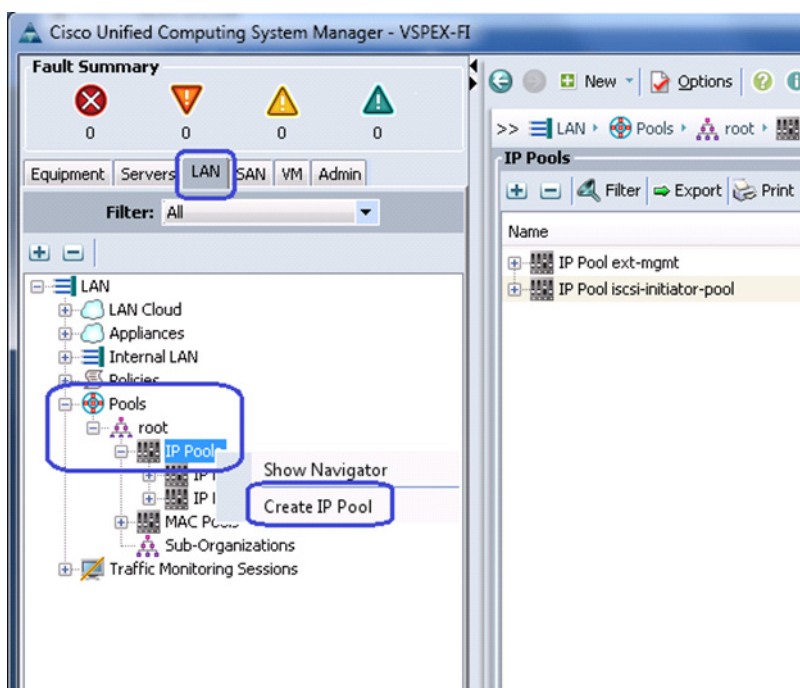 Cisco Unified Computing System Manager - VSPEX-FI
Fault Summary
0 0 0 0
Equipment Servers LAN SAN VM Admin
Filter: All
LAN
LAN Cloud
Appliances
Internal LAN
Policies
Pools
root
IP Pools
IP
IP
MAC Pools
Sub-Organizations
Traffic Monitoring Sessions
Show Navigator
Create IP Pool
New Options
>> LAN Pools root
IP Pools
Filter Export Print
Name
IP Pool ext-mgmt
IP Pool iscsi-initiator-pool